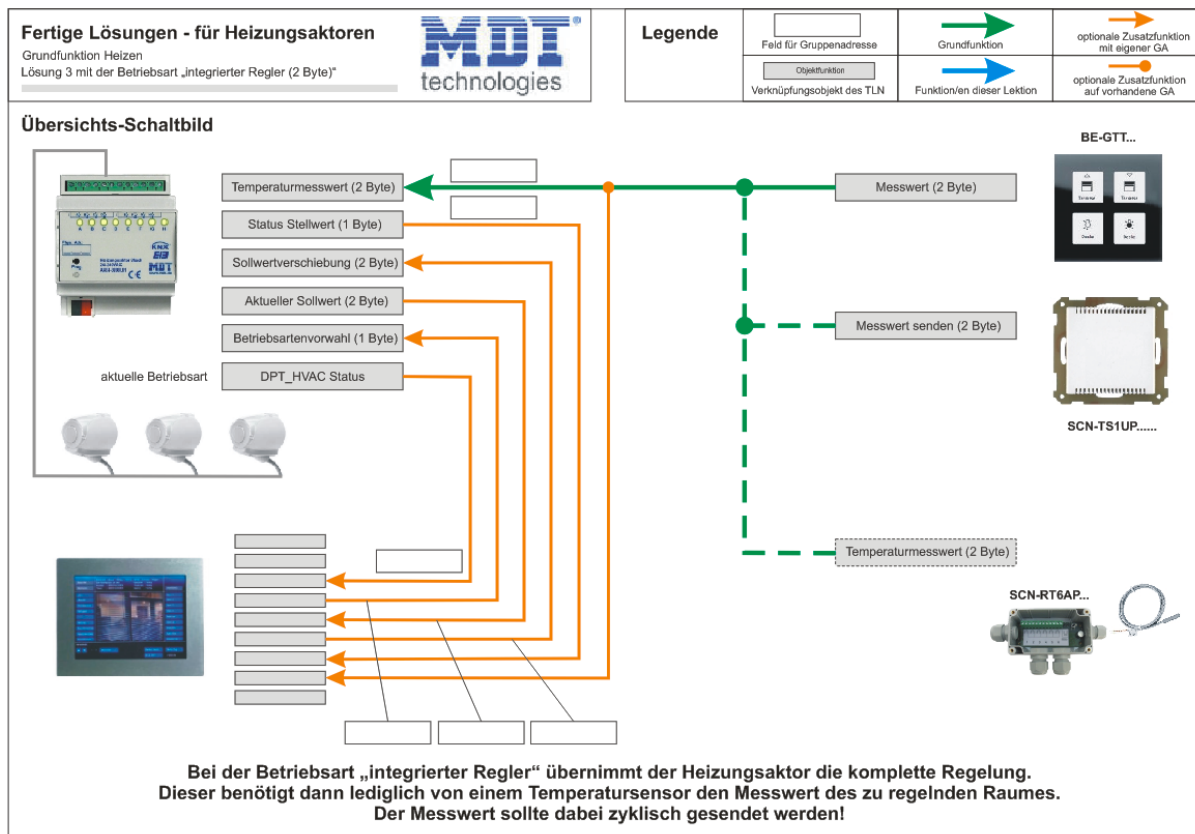 Fertige Lösungen - für Heizungsaktoren
Grundfunktion Heizen
Lösung 3 mit der Betriebsart „integrierter Regler (2 Byte)“
MDT
technologies
Legende
Feld für Gruppenadresse
Grundfunktion
optionale Zusatzfunktion
mit eigener GA
Objektfunktion
Verknüpfungsobjekt des TLN
Funktion/en dieser Lektion
optionale Zusatzfunktion
auf vorhandene GA
Übersichts-Schaltbild
BE-GTT...
Temperaturmesswert (2 Byte)
Messwert (2 Byte)
Status Stellwert (1 Byte)
Sollwertverschiebung (2 Byte)
Aktueller Sollwert (2 Byte)
Messwert senden (2 Byte)
Betriebsartenvorwahl (1 Byte)
aktuelle Betriebsart
DPT_HVAC Status
A B C D E F G H
KNX
EIB
MDT
CE
SCN-TS1UP......
Temperaturmesswert (2 Byte)
SCN-RT6AP...
Bei der Betriebsart „integrierter Regler“ übernimmt der Heizungsaktor die komplette Regelung.
Dieser benötigt dann lediglich von einem Temperatursensor den Messwert des zu regelnden Raumes.
Der Messwert sollte dabei zyklisch gesendet werden!